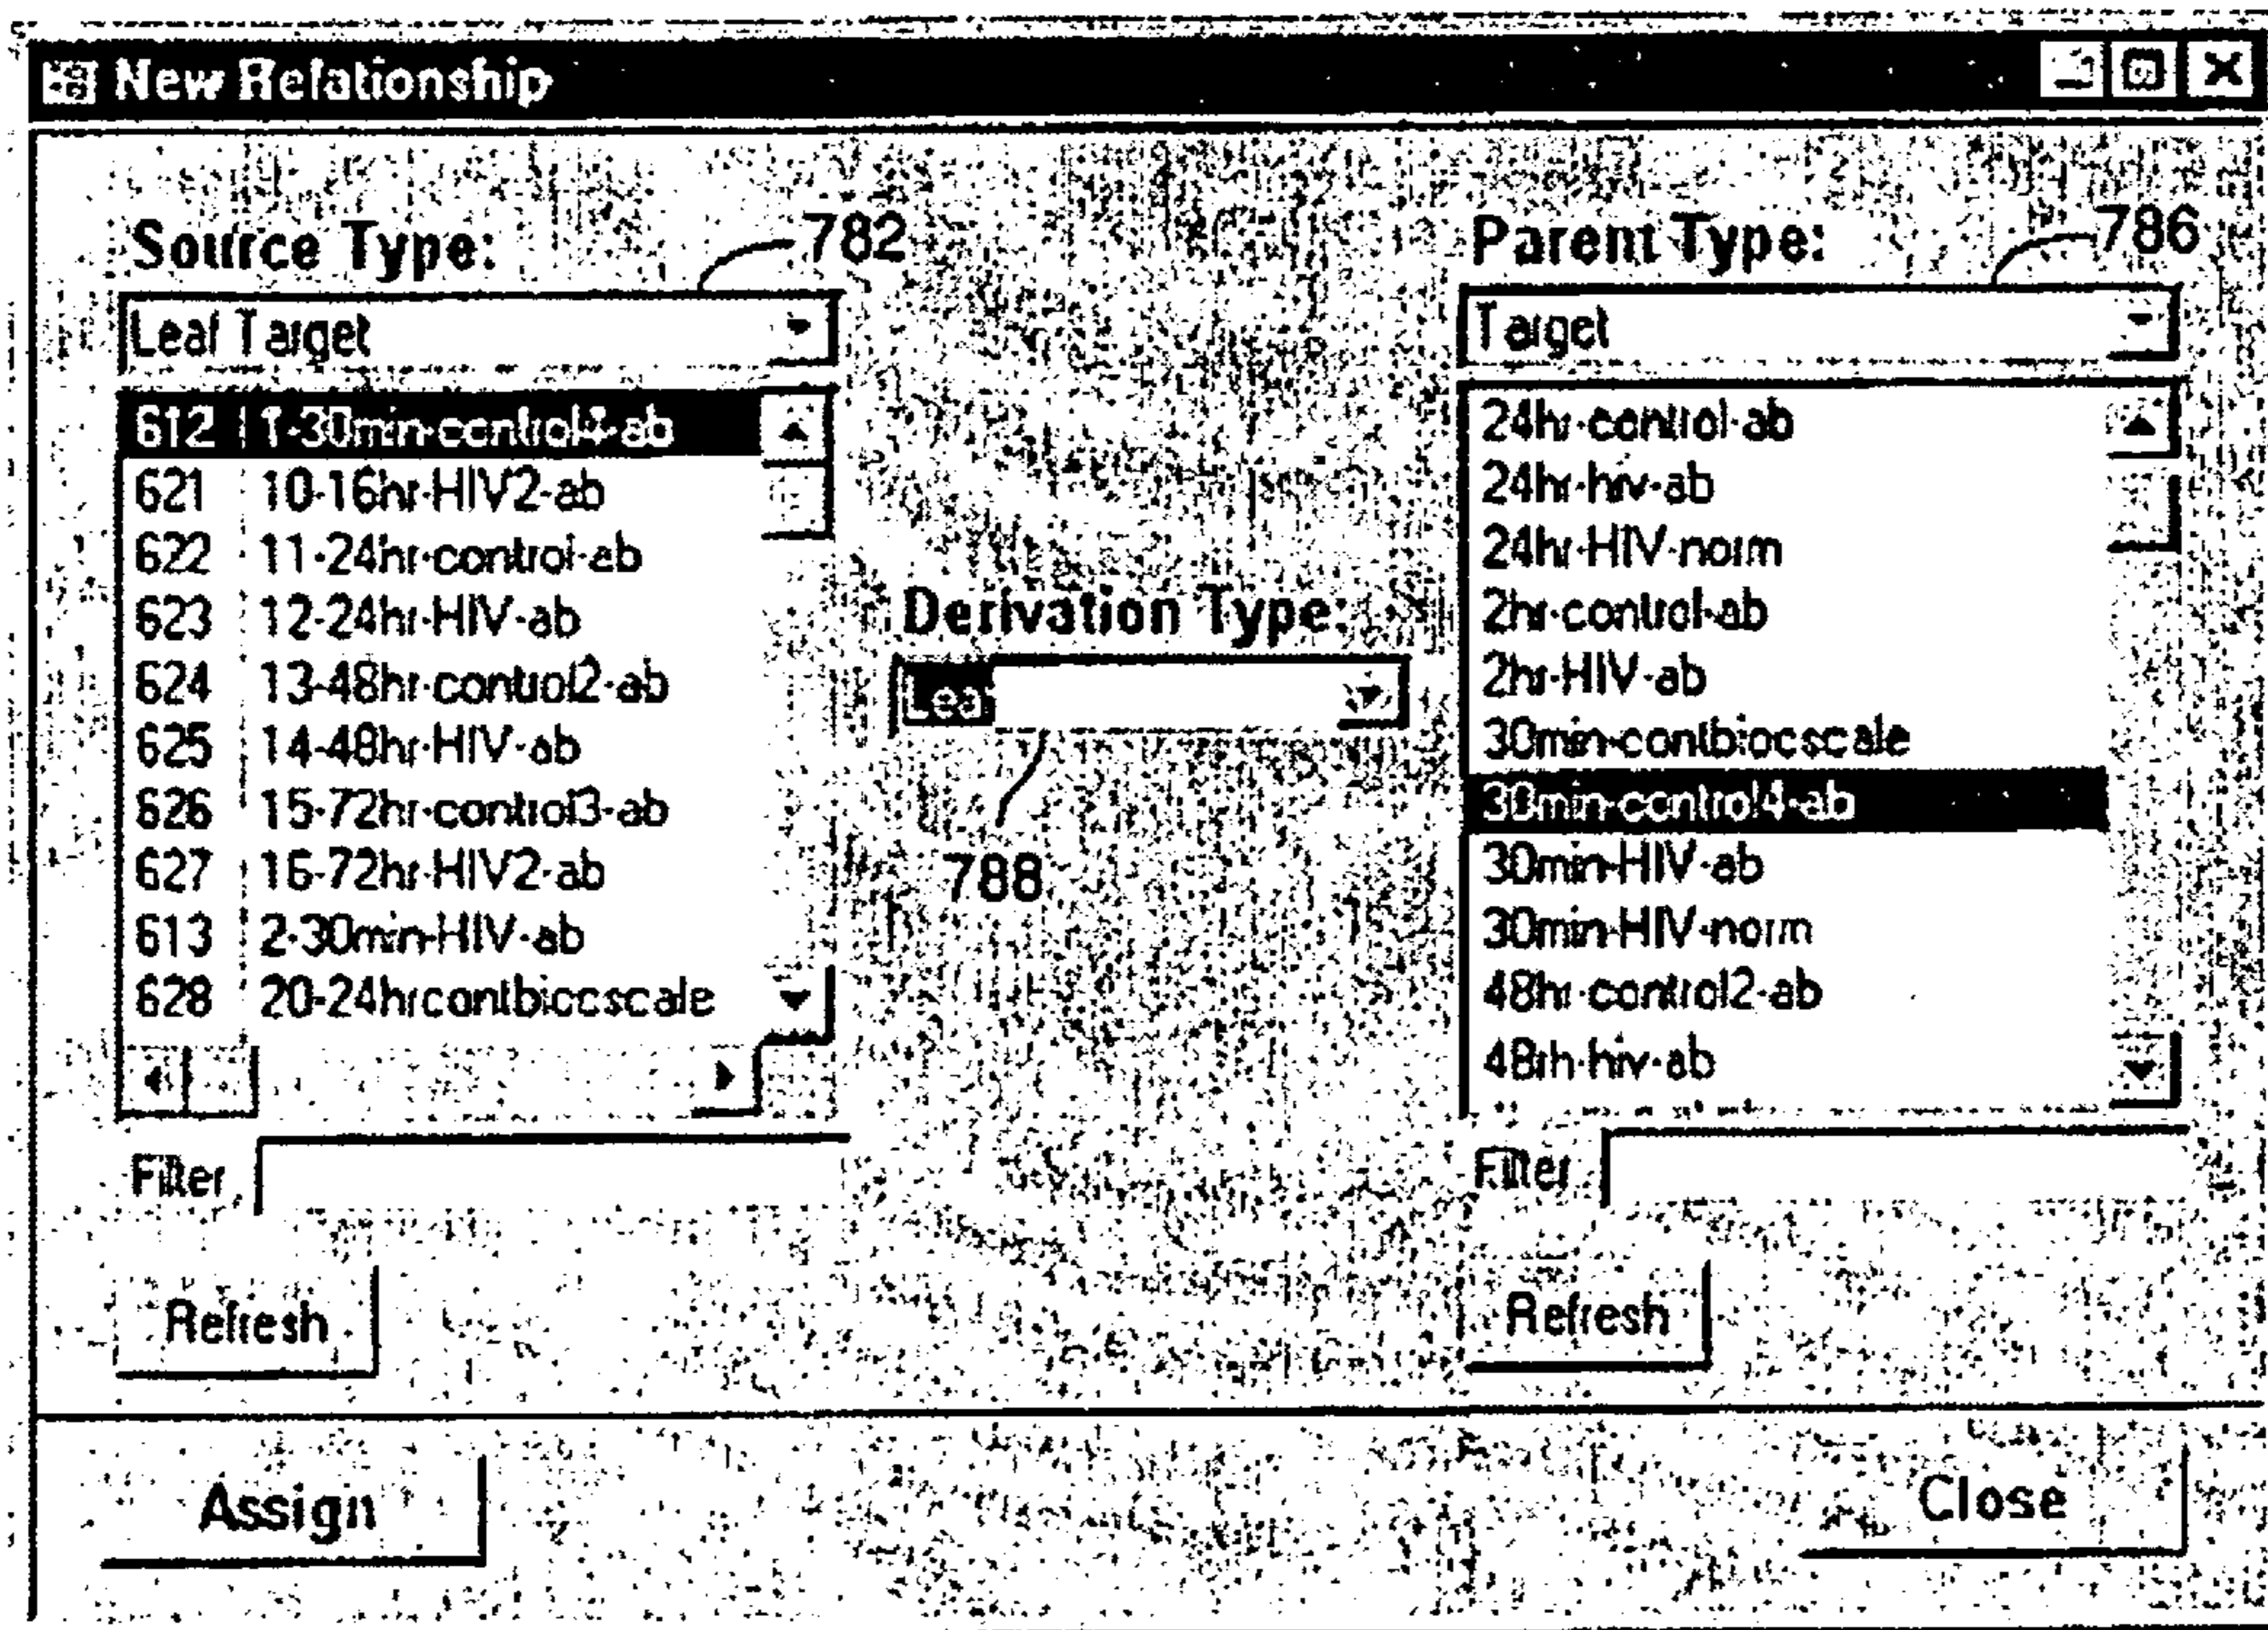 New Relationship
Source Type:
782
Leaf Target
612 1-30min-control4-ab
621 10-16hr-HIV2-ab
622 11-24hr-control-ab
623 12-24hr-HIV-ab
624 13-48hr-control2-ab
625 14-48hr-HIV-ab
626 15-72hr-control3-ab
627 16-72hr-HIV2-ab
613 2-30min-HIV-ab
628 20-24hrcontbiocscale
Filter
Refresh
Derivation Type:
788
Parent Type:
786
Target
24hr-control-ab
24hr-hiv-ab
24hr-HIV-norm
2hr-control-ab
2hr-HIV-ab
30min-contbiocscale
30min-control4-ab
30min-HIV-ab
30min-HIV-norm
48hr-control2-ab
48rh-hiv-ab
Filter
Refresh
Assign
Close